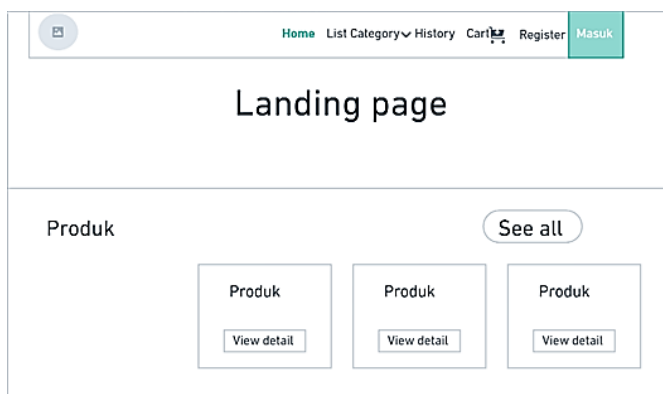 Home List Category History Cart Register Masuk
Landing page
Produk See all
Produk Produk Produk
View detail View detail View detail